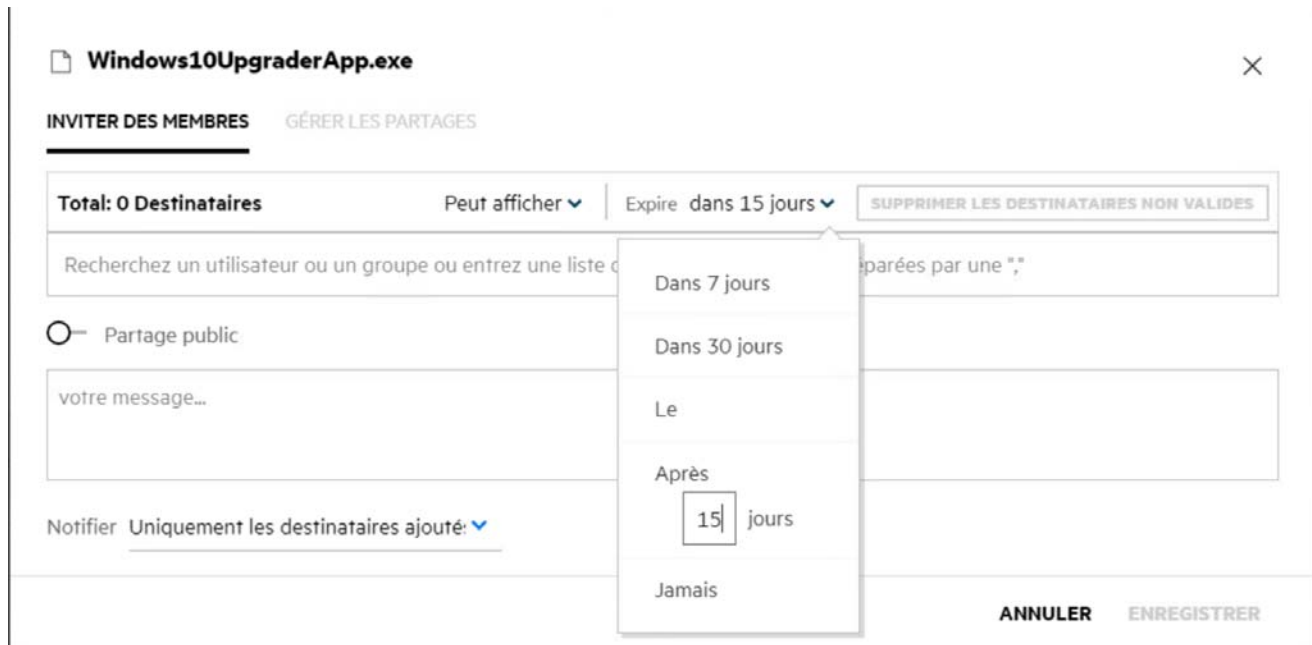 Windows10UpgraderApp.exe
INVITER DES MEMBRES GÉRER LES PARTAGES
Total: 0 Destinataires Peut afficher Expire dans 15 jours SUPPRIMER LES DESTINATAIRES NON VALIDES
Recherchez un utilisateur ou un groupe ou entrez une liste parées par une ","
Dans 7 jours
Partage public
Dans 30 jours
votre message...
Le
Après
15 jours
Notifier Uniquement les destinataires ajouté
Jamais
ANNULER ENREGISTRER